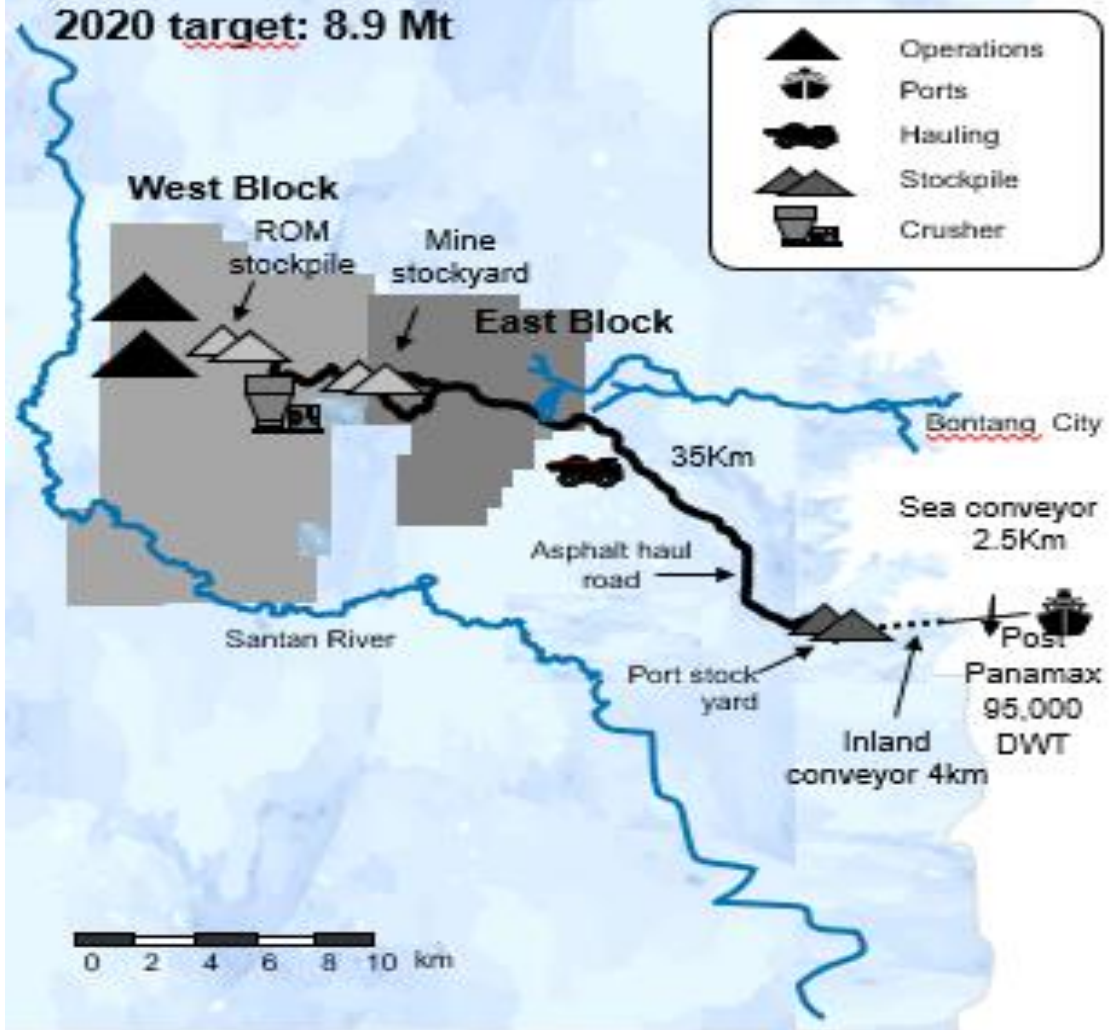 2020 target: 8.9 Mt
Operations
Ports
Hauling
Stockpile
Crusher
West Block
ROM
stockpile
Mine
stockyard
East Block
Bontang City
35Km
Sea conveyor
2.5Km
Asphalt haul
road
Santan River
Port stock
yard
Post
Panamax
95,000
DWT
Inland
conveyor 4km
0 2 4 6 8 10 km